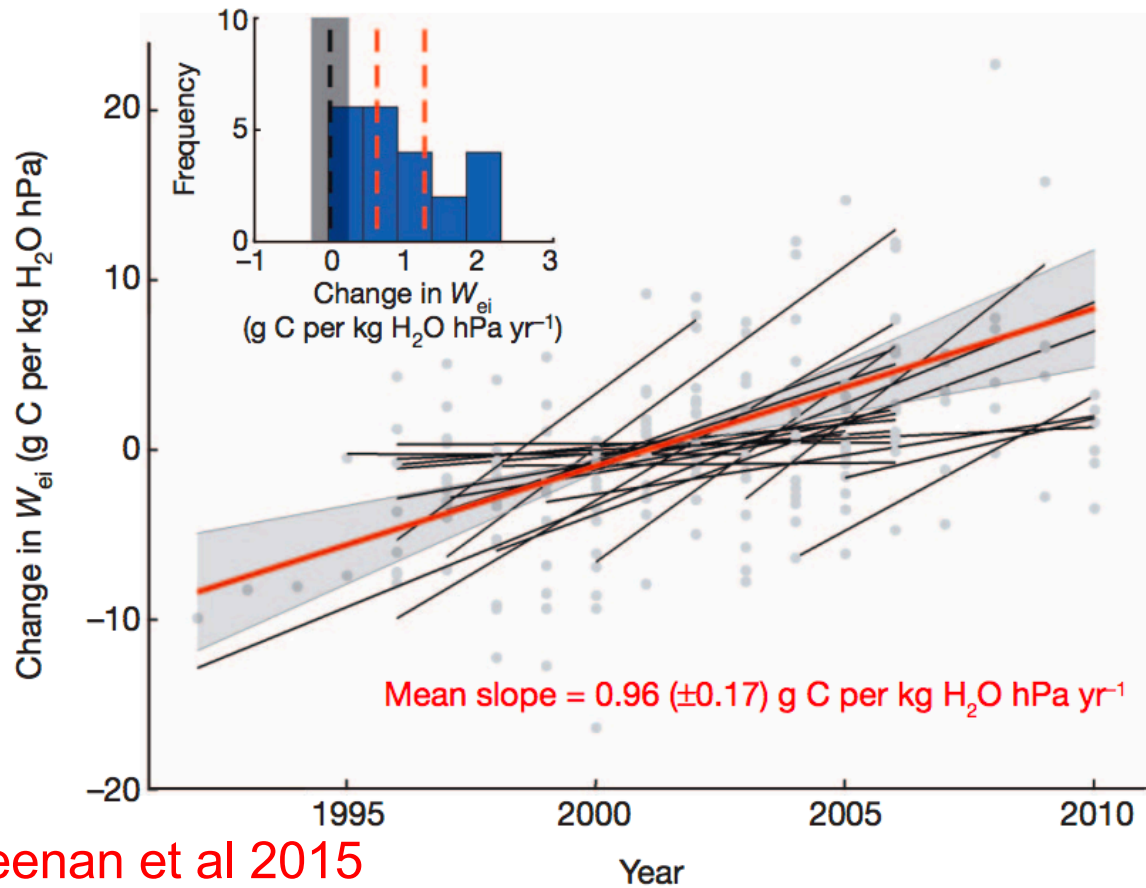 10
5
0
Frequency
−1 0 1 2 3
Change in Wei
(g C per kg H2O hPa yr−1)
20
10
0
−10
−20
Change in Wei (g C per kg H2O hPa)
Mean slope = 0.96 (±0.17) g C per kg H2O hPa yr−1
1995 2000 2005 2010
Year
eenan et al 2015